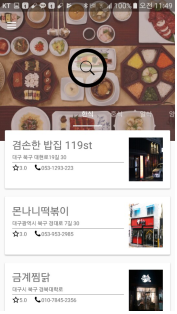 KT
100% 오전 11:49
한식
겸손한 밥집 119st
대구 북구 대현로19길 30
3.0 053-1293-223
몬나니떡볶이
대구광역시 북구 경대로 7길 30
3.0 053-953-2985
금계찜닭
대구시 북구 경북대학로
5.0 010-7845-2256